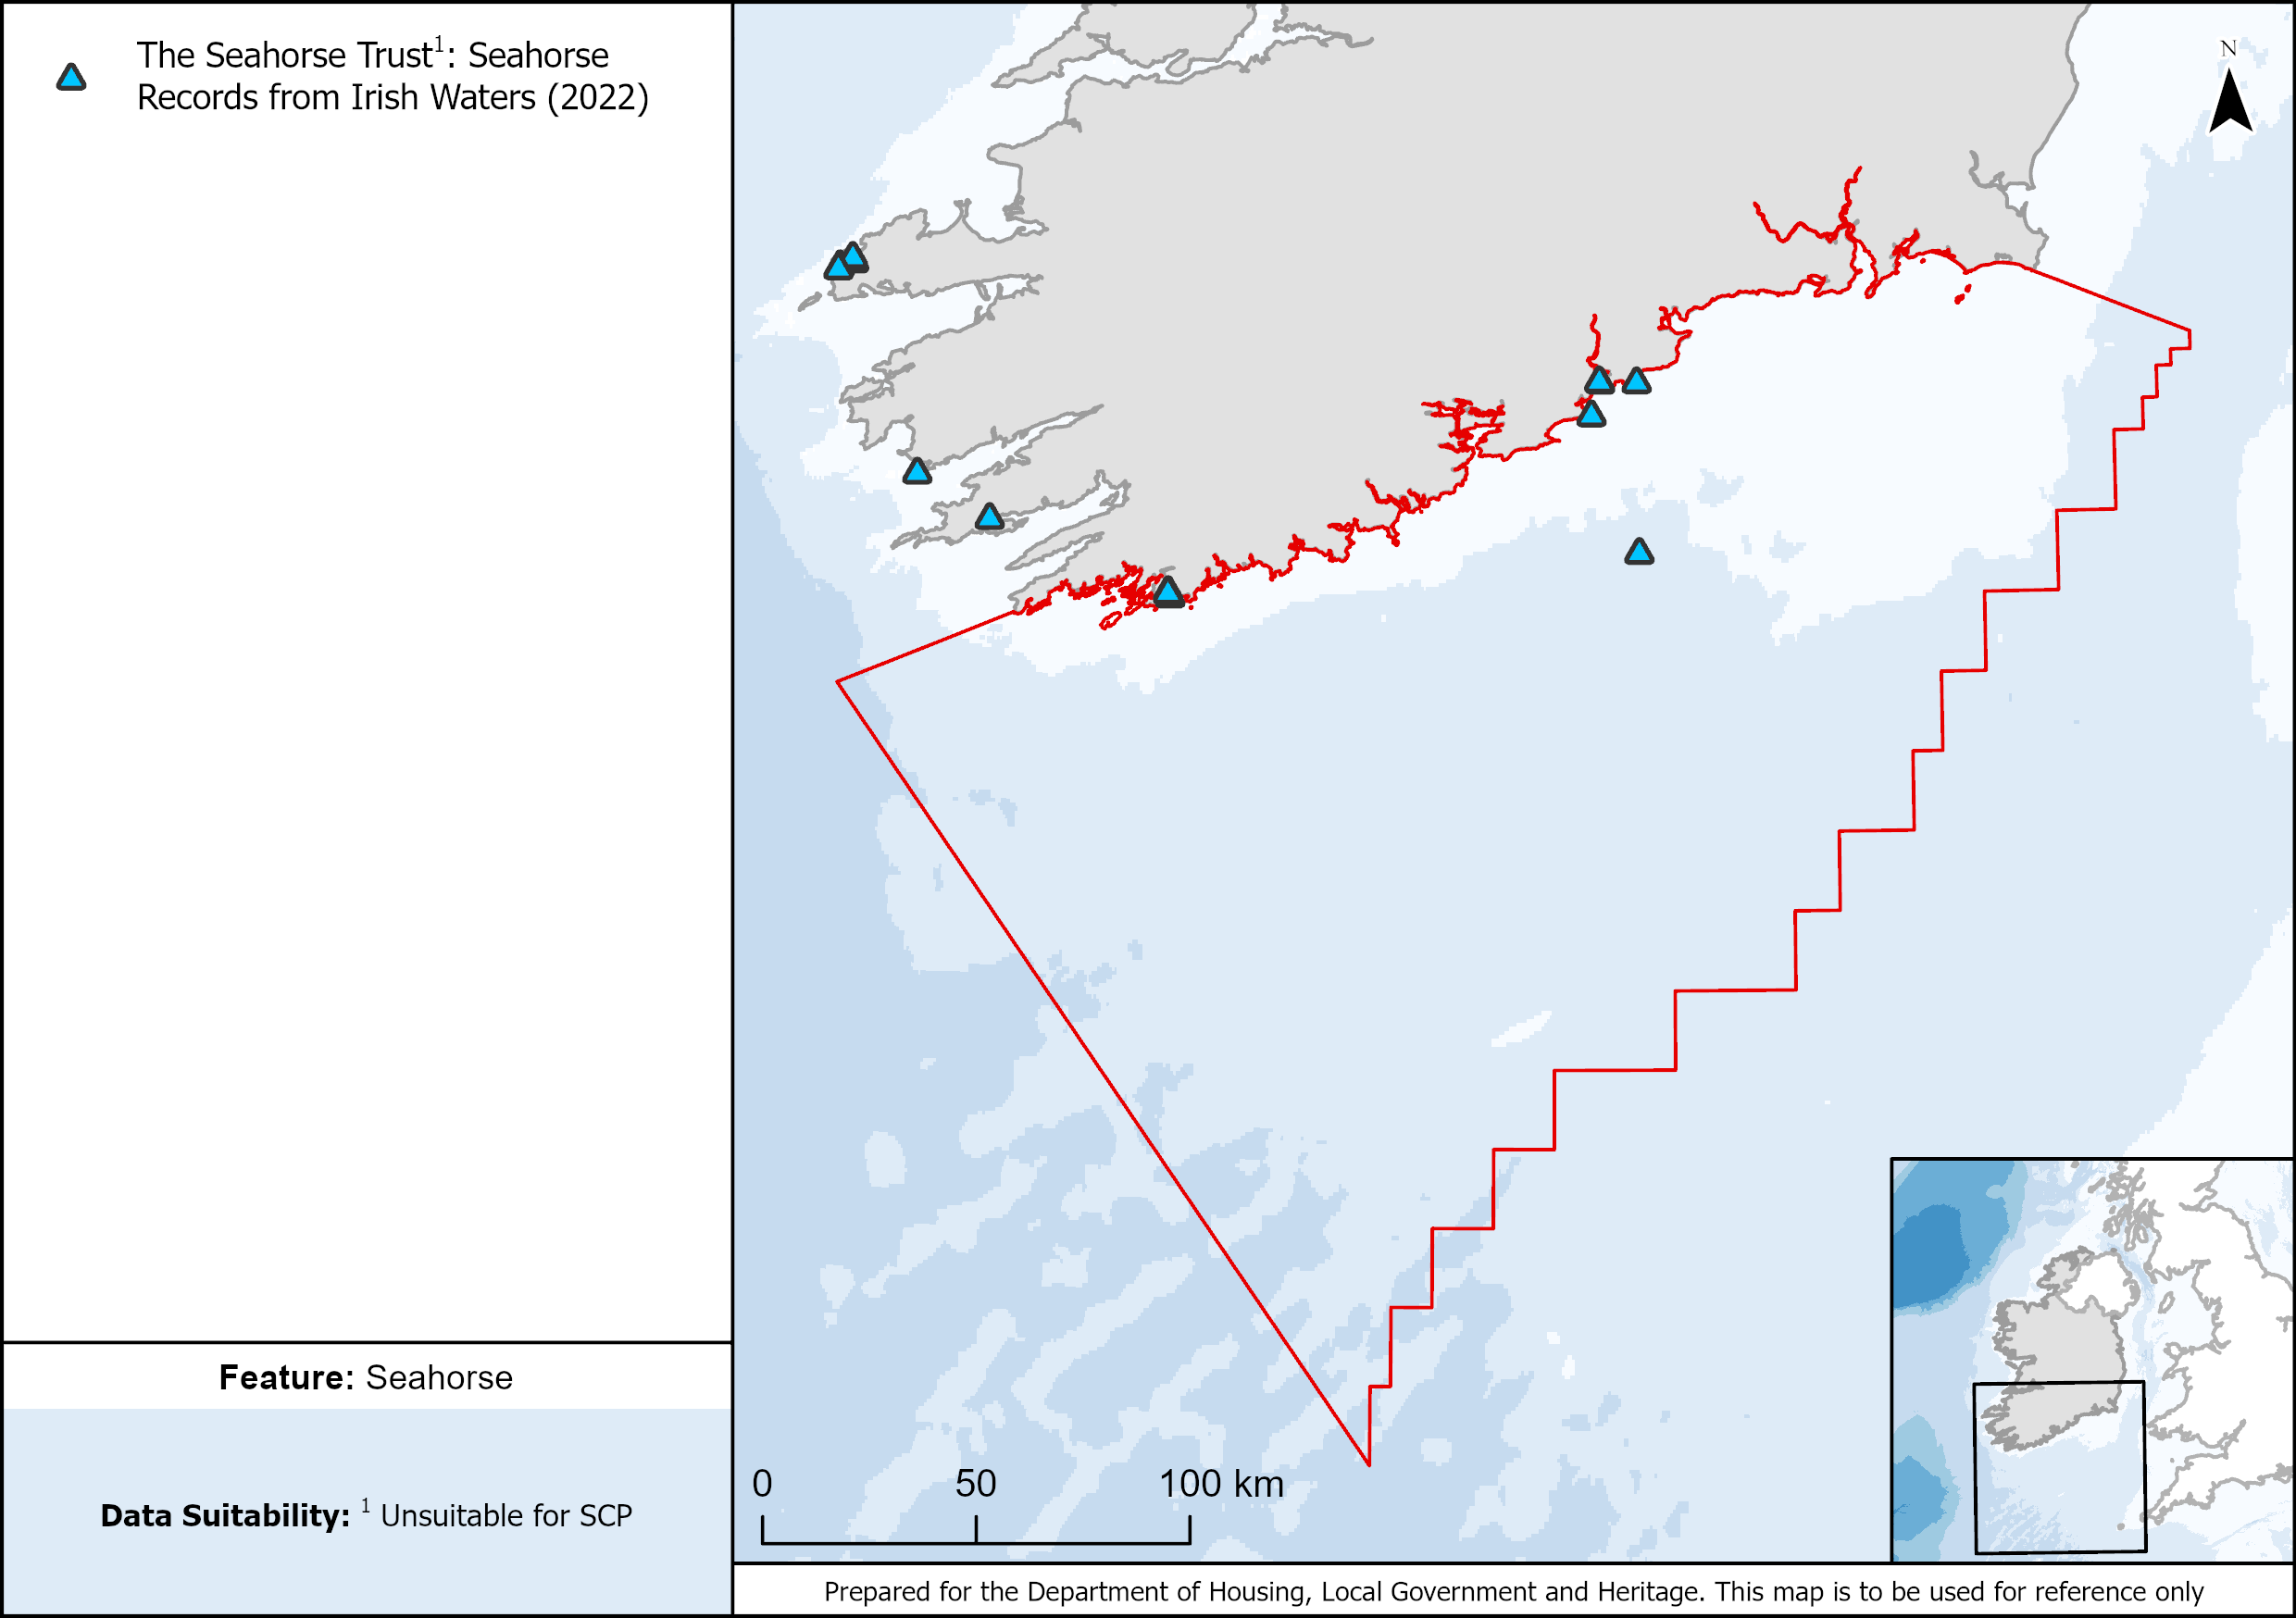 The Seahorse Trust¹: Seahorse
Records from Irish Waters (2022)
N
Feature: Seahorse
Data Suitability: ¹ Unsuitable for SCP
0 50 100 km
Prepared for the Department of Housing, Local Government and Heritage. This map is to be used for reference only